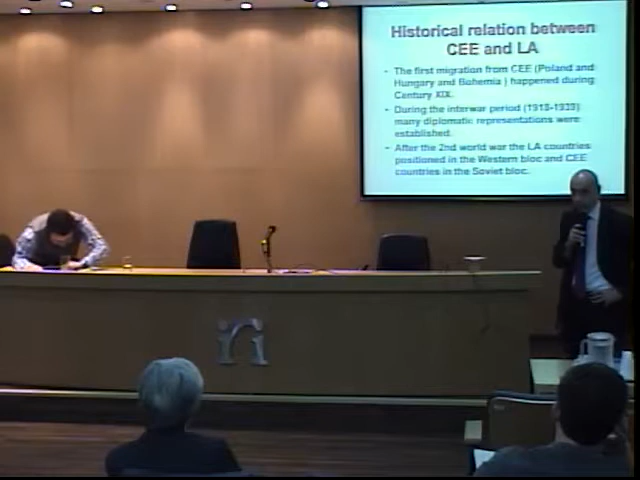 Historical relation between
CEE and LA
- The first migration from CEE (Poland and
Hungary and Bohemia ) happened during
Century XIX.
- During the interwar period (1918-1939)
many diplomatic representations were
established.
- After the 2nd world war the LA countries
positioned in the Western bloc and CEE
countries in the Soviet bloc.
iri